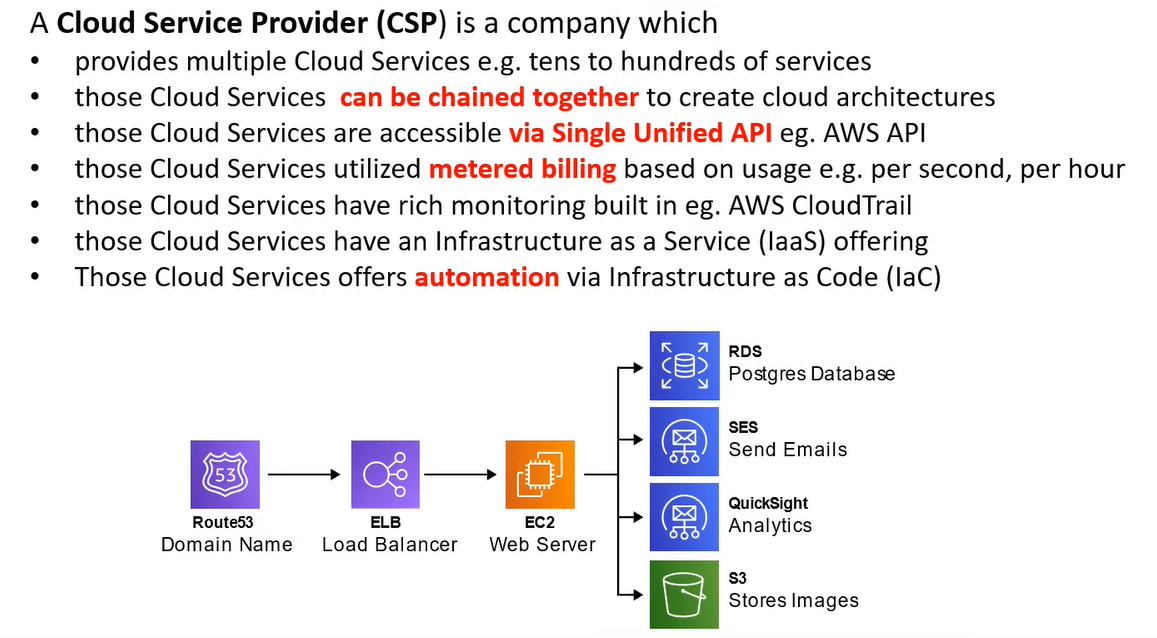 A Cloud Service Provider (CSP) is a company which
• provides multiple Cloud Services e.g. tens to hundreds of services
• those Cloud Services can be chained together to create cloud architectures
• those Cloud Services are accessible via Single Unified API eg. AWS API
• those Cloud Services utilized metered billing based on usage e.g. per second, per hour
• those Cloud Services have rich monitoring built in eg. AWS CloudTrail
• those Cloud Services have an Infrastructure as a Service (IaaS) offering
• Those Cloud Services offers automation via Infrastructure as Code (IaC)
53
Route53
Domain Name
ELB
Load Balancer
EC2
Web Server
RDS
Postgres Database
SES
Send Emails
QuickSight
Analytics
S3
Stores Images